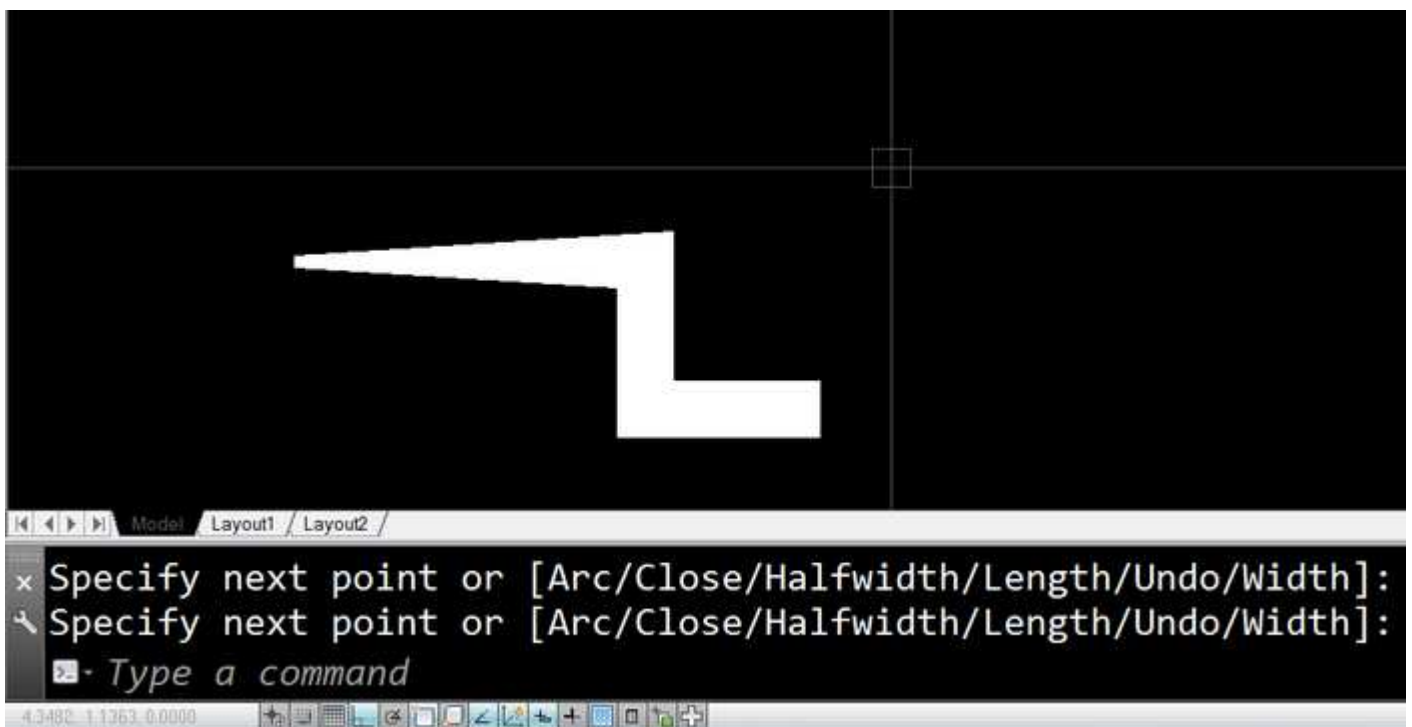 Model Layout1 Layout2
Specify next point or [Arc/Close/Halfwidth/Length/Undo/Width]:
Specify next point or [Arc/Close/Halfwidth/Length/Undo/Width]:
Type a command
4.3482, 1.1363, 0.0000